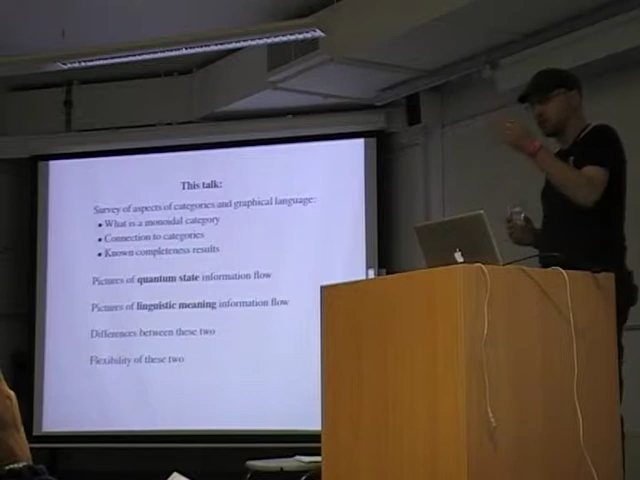 This talk:
Survey of aspects of categories and graphical language:
• What is a monoidal category
• Connection to categories
• Known completeness results
Pictures of quantum state information flow
Pictures of linguistic meaning information flow
Differences between these two
Flexibility of these two